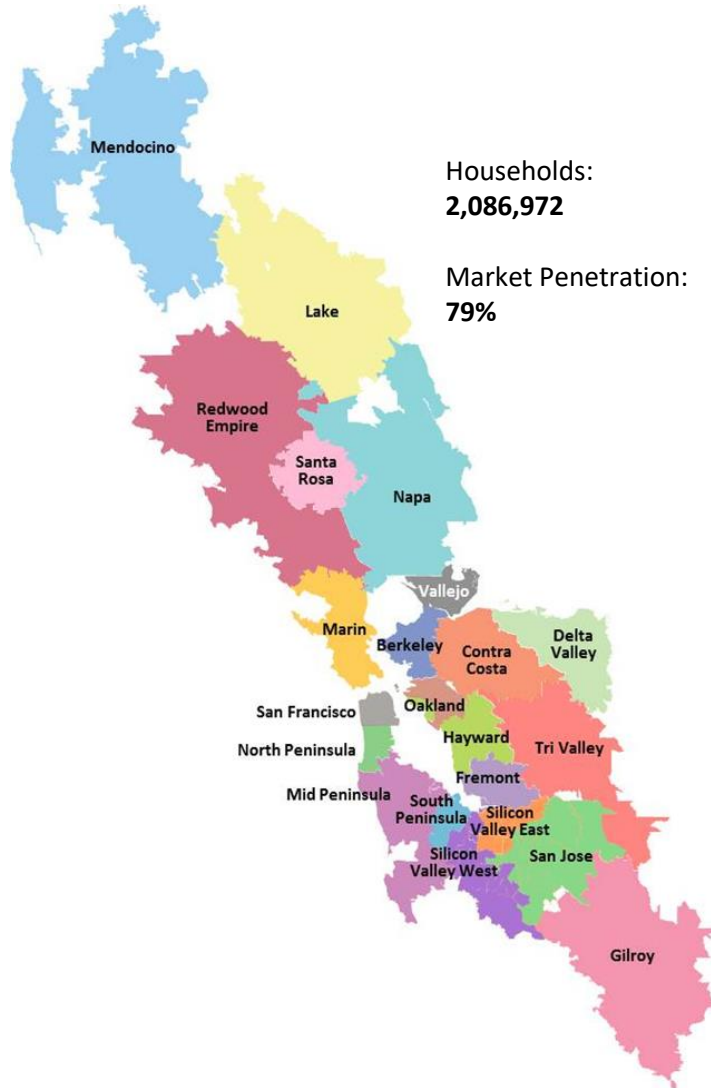 Mendocino
Households:
2,086,972
Market Penetration:
79%
Lake
Redwood
Empire
Santa
Rosa
Napa
Vallejo
Marin
Berkeley
Contra
Costa
Delta
Valley
Oakland
San Francisco
Hayward
North Peninsula
Tri Valley
Fremont
Mid Peninsula
South
Peninsula
Silicon
Valley East
Silicon
Valley West
San Jose
Gilroy